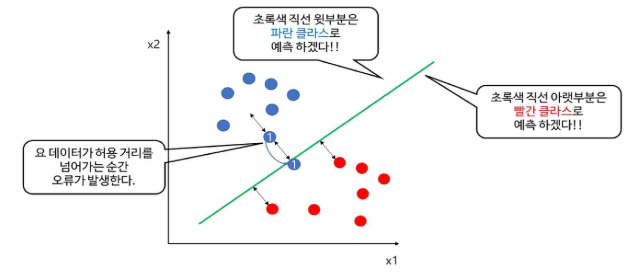 초록색 직선 윗부분은
파란 클라스로
예측 하겠다!!
x2
초록색 직선 아랫부분은
빨간 클라스로
예측 하겠다!!
1
요 데이터가 허용 거리를
넘어가는 순간
오류가 발생한다.
1
x1